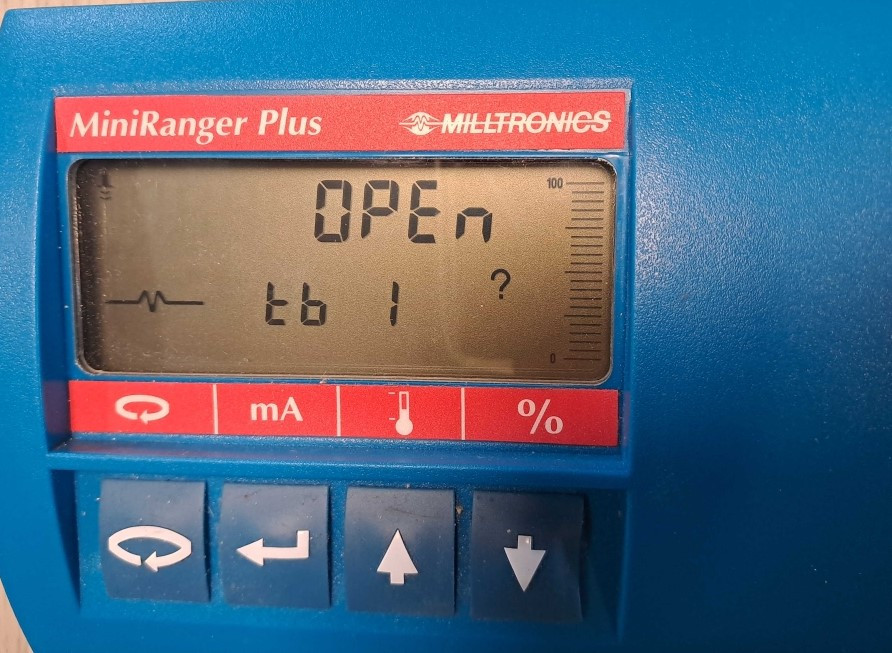 MiniRanger Plus MILLTRONICS
OPEn
100
tb 1 ?
0
mA %